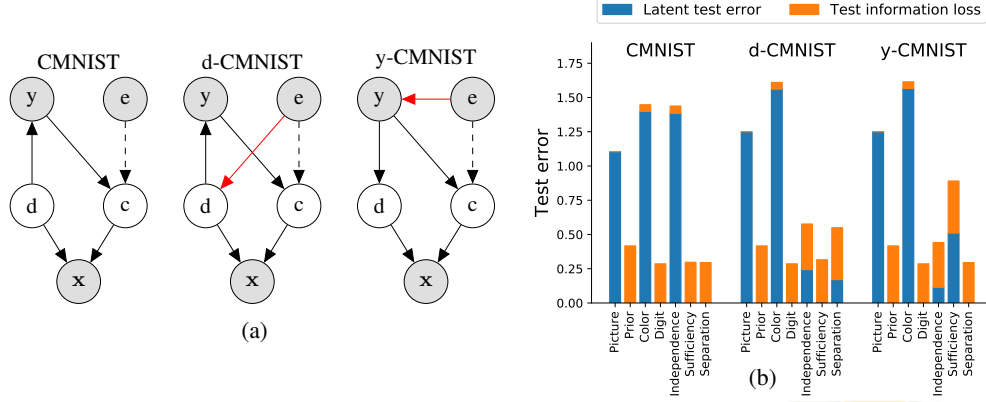 CMNIST
d-CMNIST
y-CMNIST
y
e
y
e
y
e
d
c
d
c
d
c
x
x
x
(a)
Latent test error
Test information loss
CMNIST
d-CMNIST
y-CMNIST
Test error
1.75
1.50
1.25
1.00
0.75
0.50
0.25
0.00
Picture
Prior
Color
Digit
Independence
Sufficiency
Separation
Picture
Prior
Color
Digit
Independence
Sufficiency
Separation
Picture
Prior
Color
Digit
Independence
Sufficiency
Separation
(b)